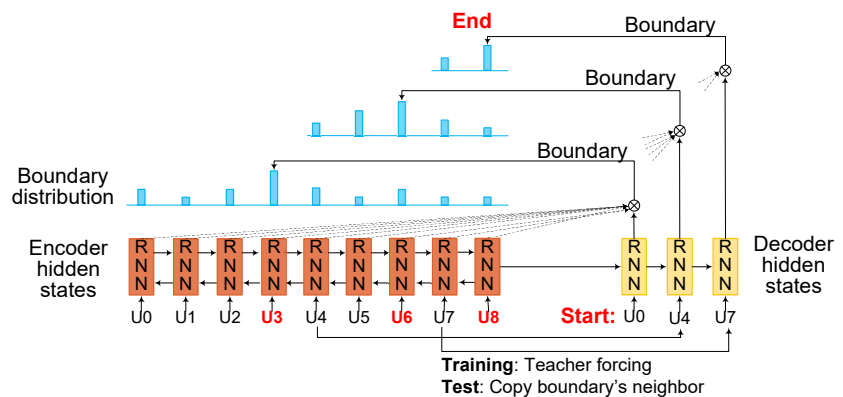 End
Boundary
Boundary
Boundary
Boundary
distribution
Encoder
hidden
states
R N N
R N N
R N N
R N N
R N N
R N N
R N N
R N N
R N N
R N N
R N N
R N N
Decoder
hidden
states
U0 U1 U2 U3 U4 U5 U6 U7 U8 Start: U0 U4 U7
Training: Teacher forcing
Test: Copy boundary's neighbor